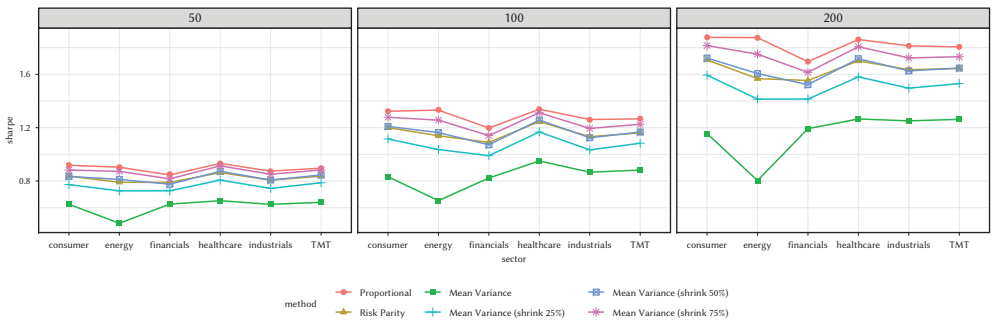 50 100 200
sharpe
1.6
1.2
0.8
consumer energy financials healthcare industrials TMT consumer energy financials healthcare industrials TMT consumer energy financials healthcare industrials TMT
sector
method
Proportional Mean Variance Mean Variance (shrink 50%)
Risk Parity Mean Variance (shrink 25%) Mean Variance (shrink 75%)